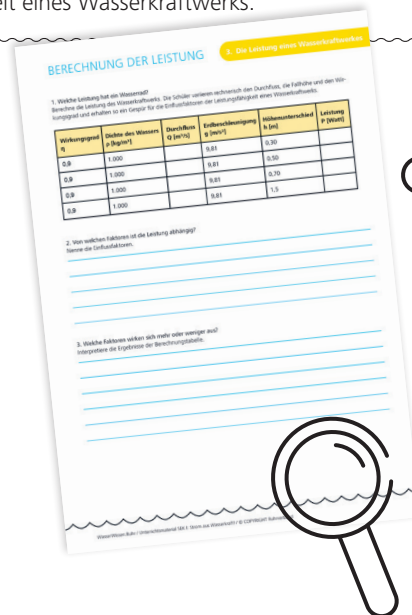 eit eines Wasserkraftwerks.
3. Die Leistung eines Wasserkraftwerkes
BERECHNUNG DER LEISTUNG
1. Welche Leistung hat ein Wasserrad?
Berechne die Leistung des Wasserkraftwerks. Die Schüler variieren rechnerisch den Durchfluss, die Fallhöhe und den Wir-
kungsgrad und erhalten so ein Gespür für die Einflussfaktoren der Leistungsfähigkeit eines Wasserkraftwerks.
Wirkungsgrad η Dichte des Wassers ρ [kg/m³] Durchfluss Q [m³/s] Erdbeschleunigung g [m/s²] Höhenunterschied h [m] Leistung P [Watt]
0,9 1.000 9,81 0,30
0,9 1.000 9,81 0,50
0,9 1.000 9,81 0,70
0,9 1.000 9,81 1,5
2. Von welchen Faktoren ist die Leistung abhängig?
Nenne die Einflussfaktoren.
3. Welche Faktoren wirken sich mehr oder weniger aus?
Interpretiere die Ergebnisse der Berechnungstabelle.